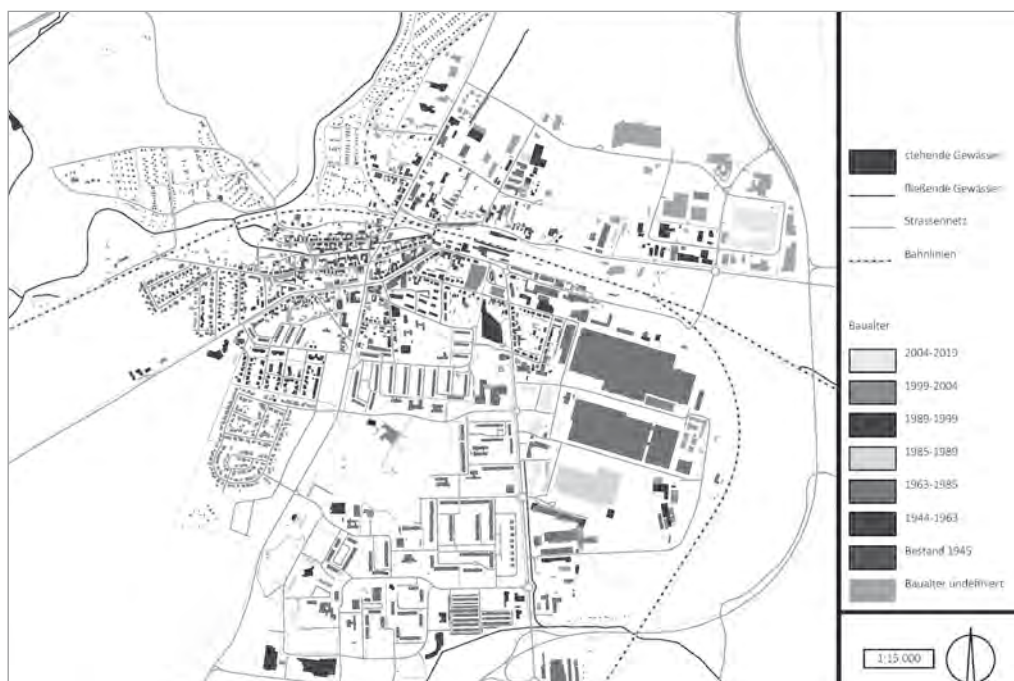 stehende Gewässer
fließende Gewässer
Strassennetz
Bahnlinien
Baualter
2004-2019
1999-2004
1989-1999
1985-1989
1963-1985
1944-1963
Bestand 1945
Baualter undefiniert
1:15 000